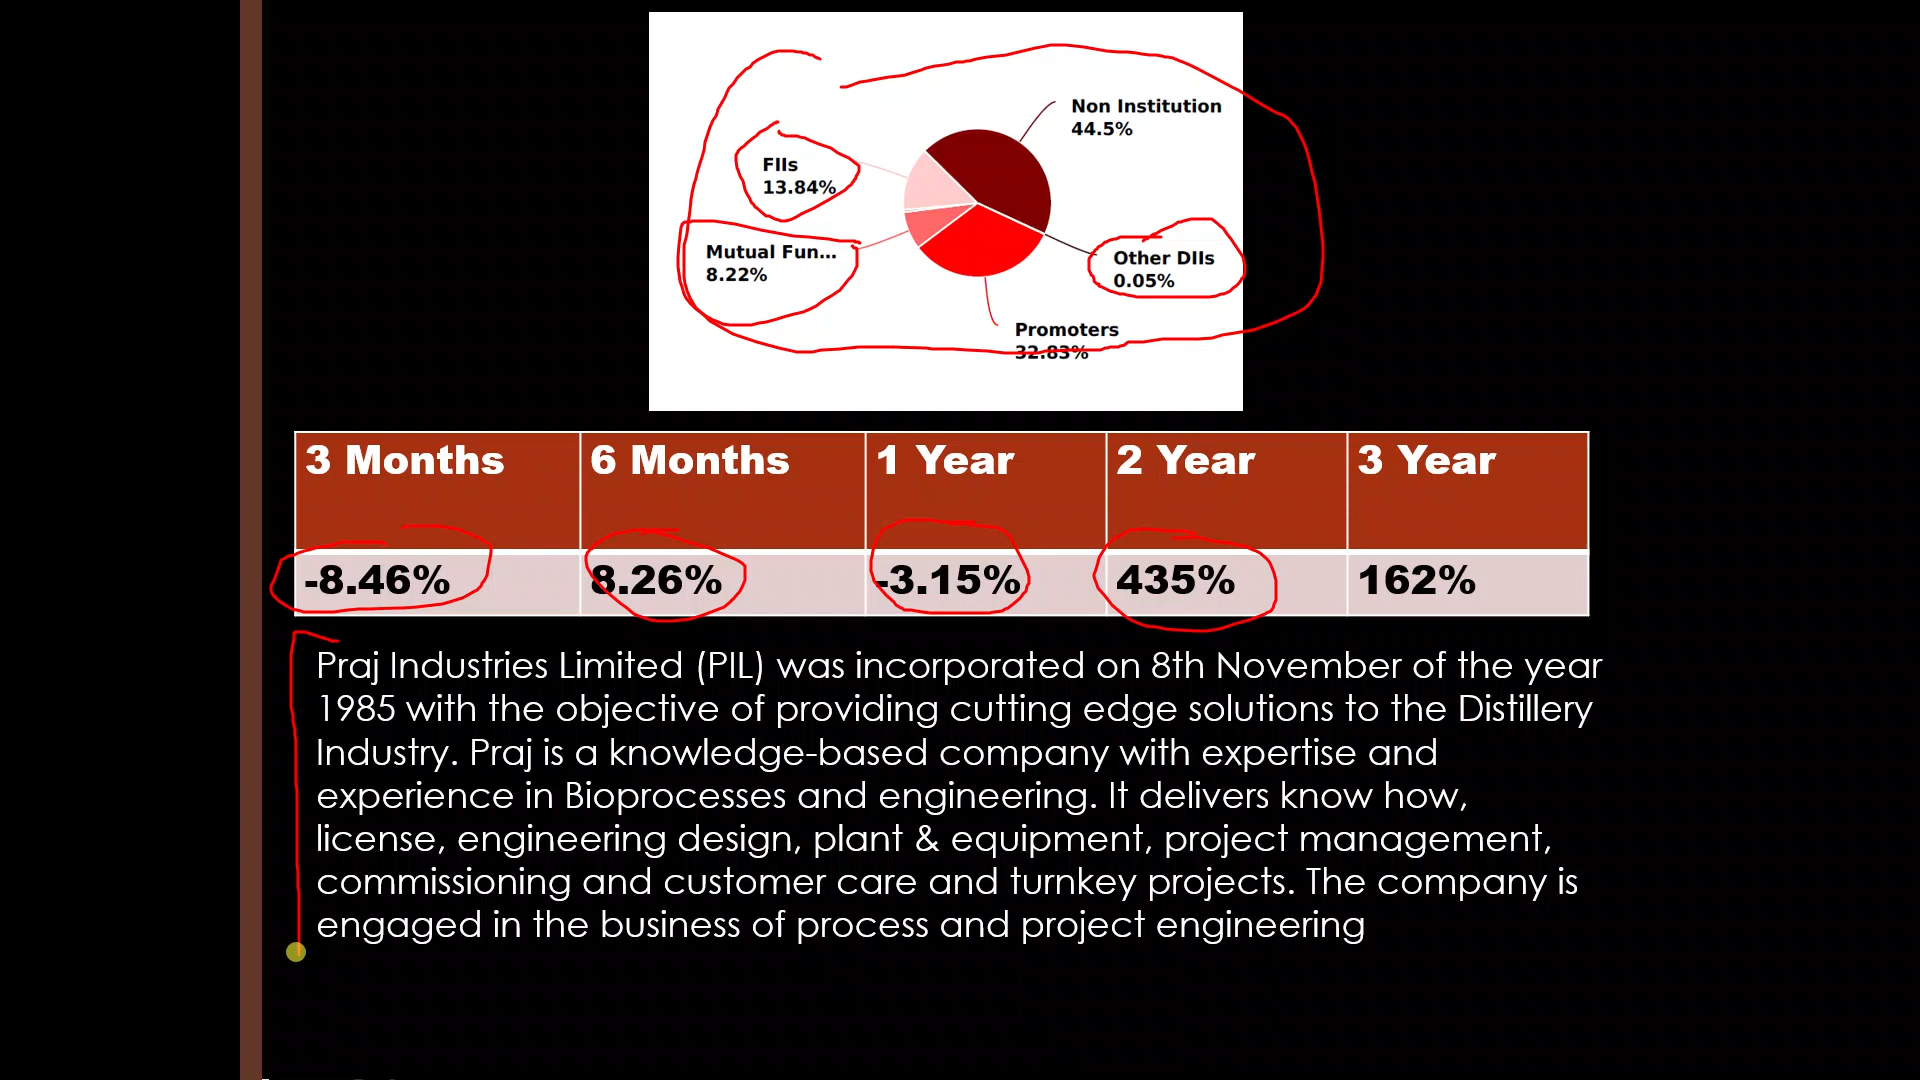 Non Institution
44.5%
FIIs
13.84%
Mutual Fun...
8.22%
Other DIIs
0.05%
Promoters
32.83%
3 Months 6 Months 1 Year 2 Year 3 Year
-8.46% 8.26% -3.15% 435% 162%
Praj Industries Limited (PIL) was incorporated on 8th November of the year
1985 with the objective of providing cutting edge solutions to the Distillery
Industry. Praj is a knowledge-based company with expertise and
experience in Bioprocesses and engineering. It delivers know how,
license, engineering design, plant & equipment, project management,
commissioning and customer care and turnkey projects. The company is
engaged in the business of process and project engineering